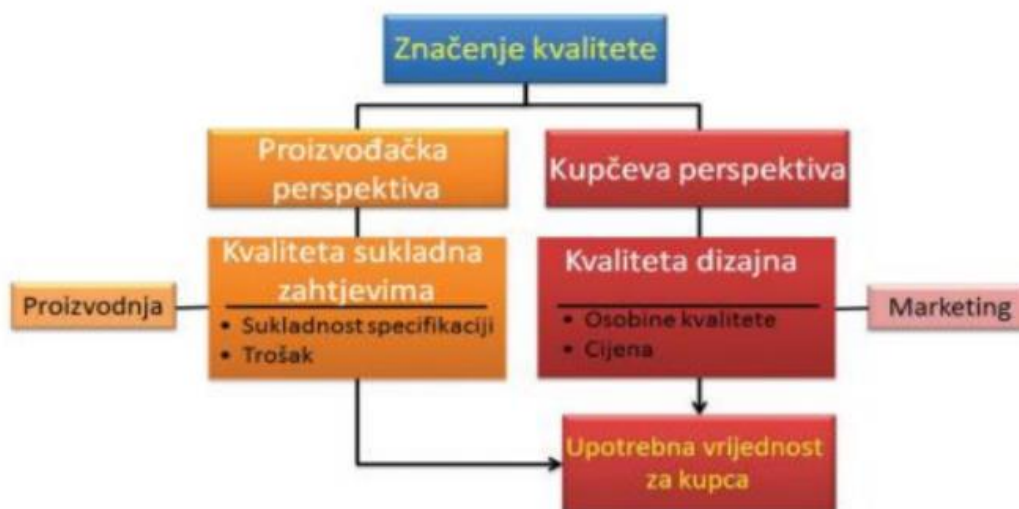 Značenje kvalitete
Proizvođačka
perspektiva
Kupčeva perspektiva
Kvaliteta sukladna
zahtjevima
• Sukladnost specifikaciji
• Trošak
Kvaliteta dizajna
• Osobine kvalitete
• Cijena
Proizvodnja
Marketing
Upotrebna vrijednost
za kupca